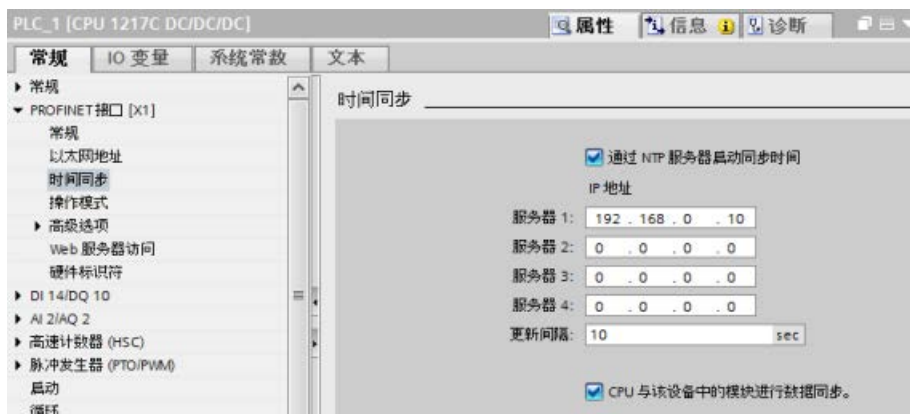 PLC_1 [CPU 1217C DC/DC/DC]
属性 信息 诊断
常规 IO 变量 系统常数 文本
常规
PROFINET接口 [X1]
常规
以太网地址
时间同步
操作模式
高级选项
Web 服务器访问
硬件标识符
DI 14/DQ 10
AI 2/AQ 2
高速计数器 (HSC)
脉冲发生器 (PTO/PWM)
启动
循环
时间同步
通过 NTP 服务器启动同步时间
IP 地址
服务器 1: 192 . 168 . 0 . 10
服务器 2: 0 . 0 . 0 . 0
服务器 3: 0 . 0 . 0 . 0
服务器 4: 0 . 0 . 0 . 0
更新间隔: 10 sec
CPU 与该设备中的模块进行数据同步。